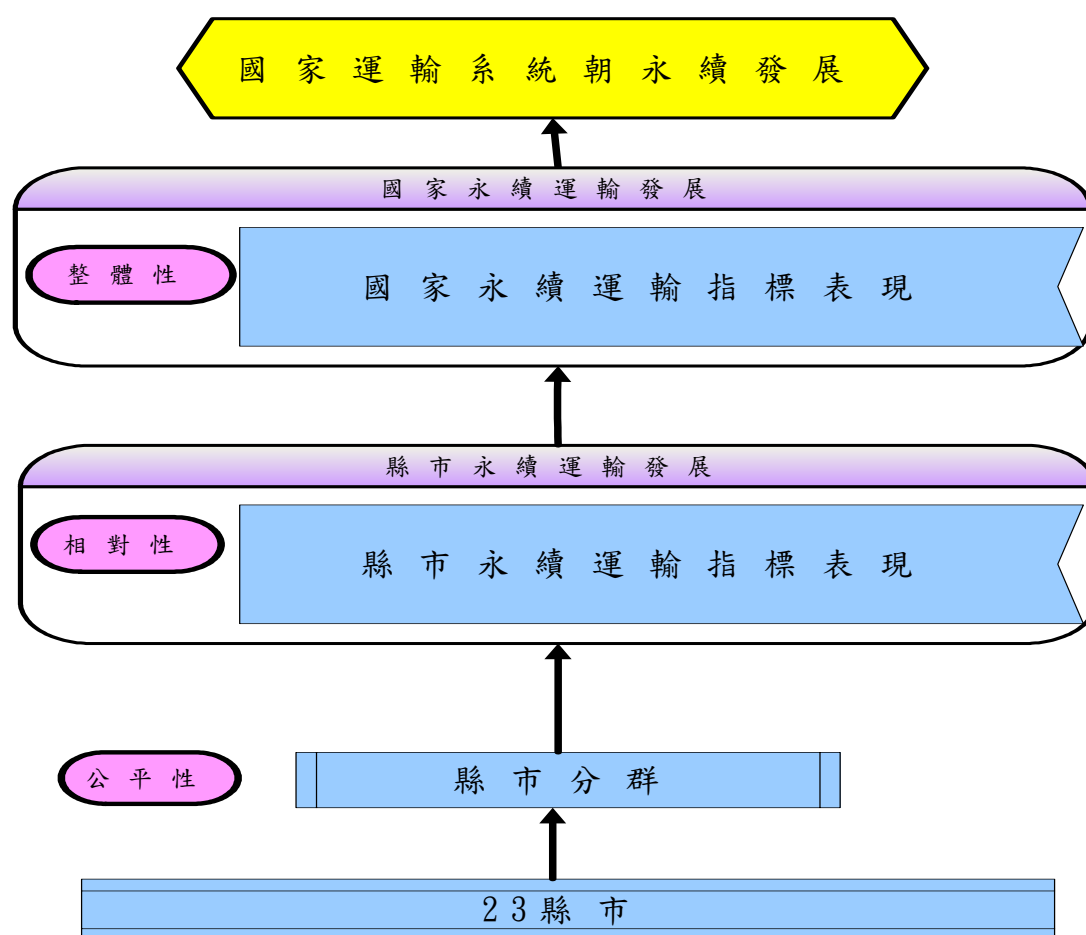 國家運輸系統朝永續發展
國家永續運輸發展
整體性
國家永續運輸指標表現
縣市永續運輸發展
相對性
縣市永續運輸指標表現
公平性
縣市分群
23縣市